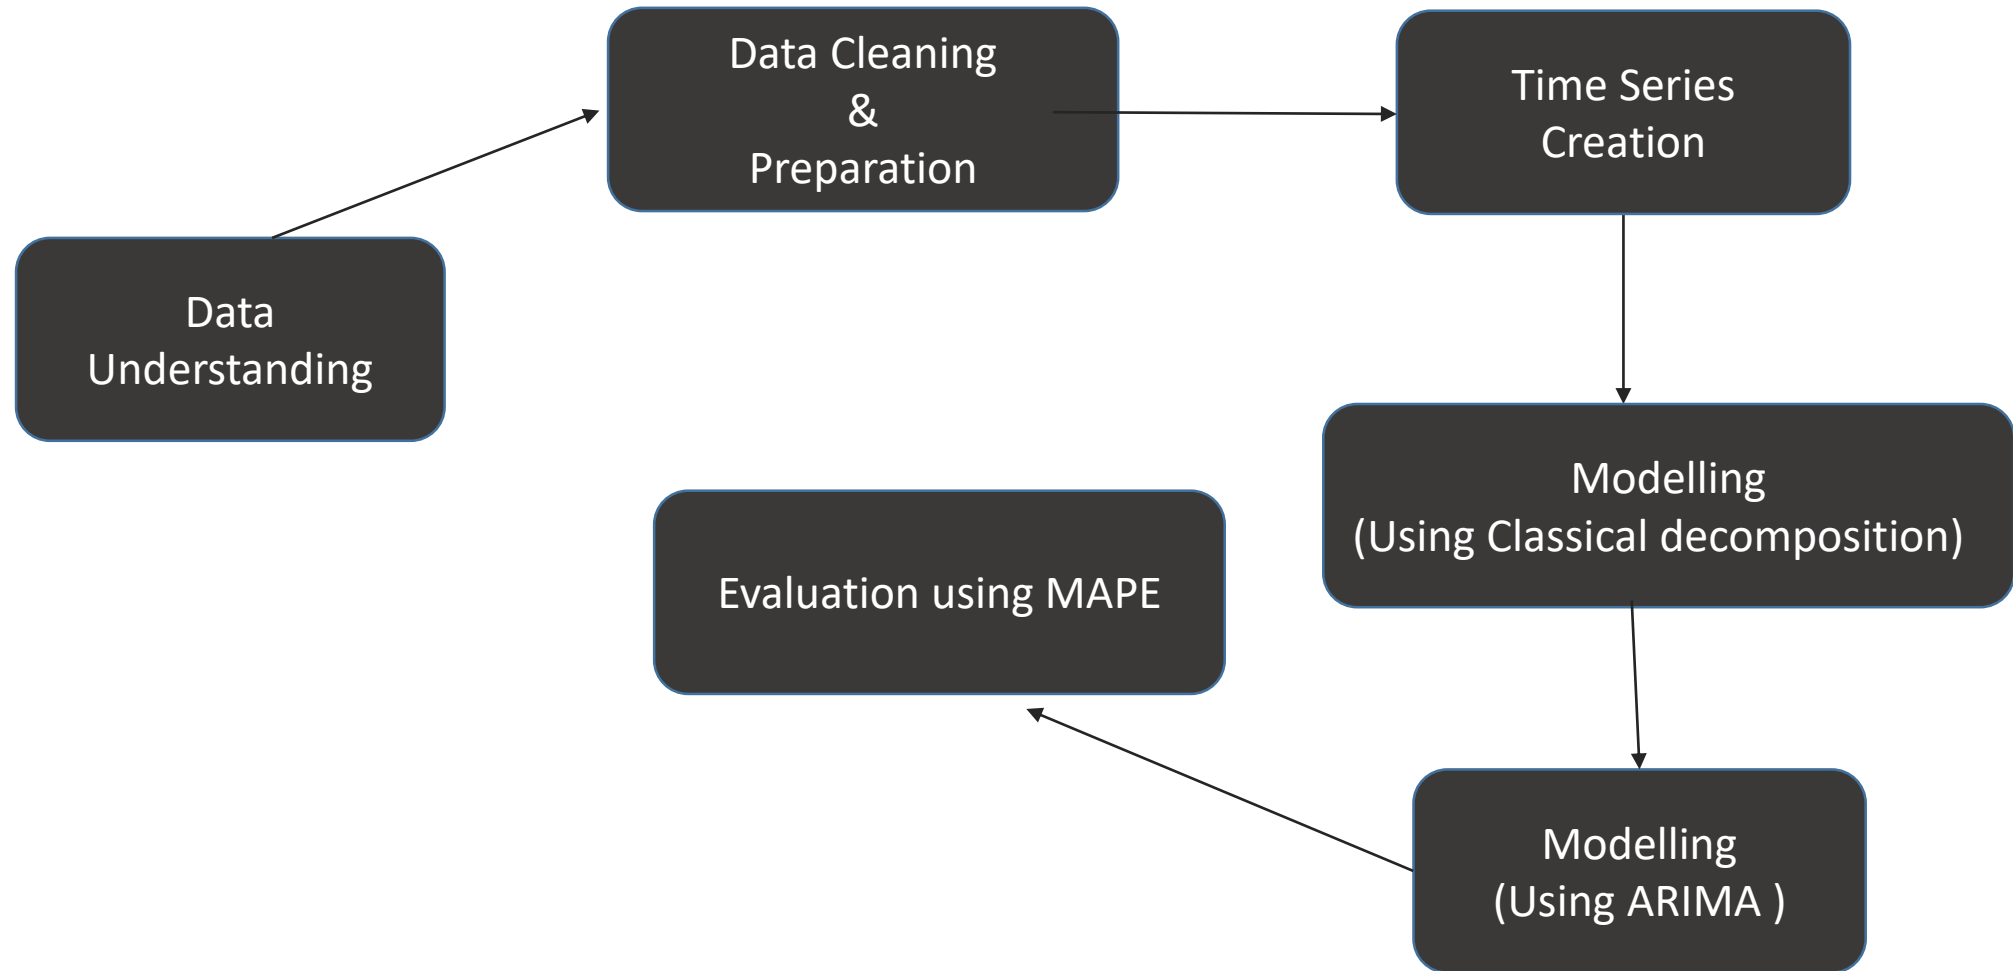 Data
Understanding
Data Cleaning
&
Preparation
Time Series
Creation
Modelling
(Using Classical decomposition)
Modelling
(Using ARIMA )
Evaluation using MAPE